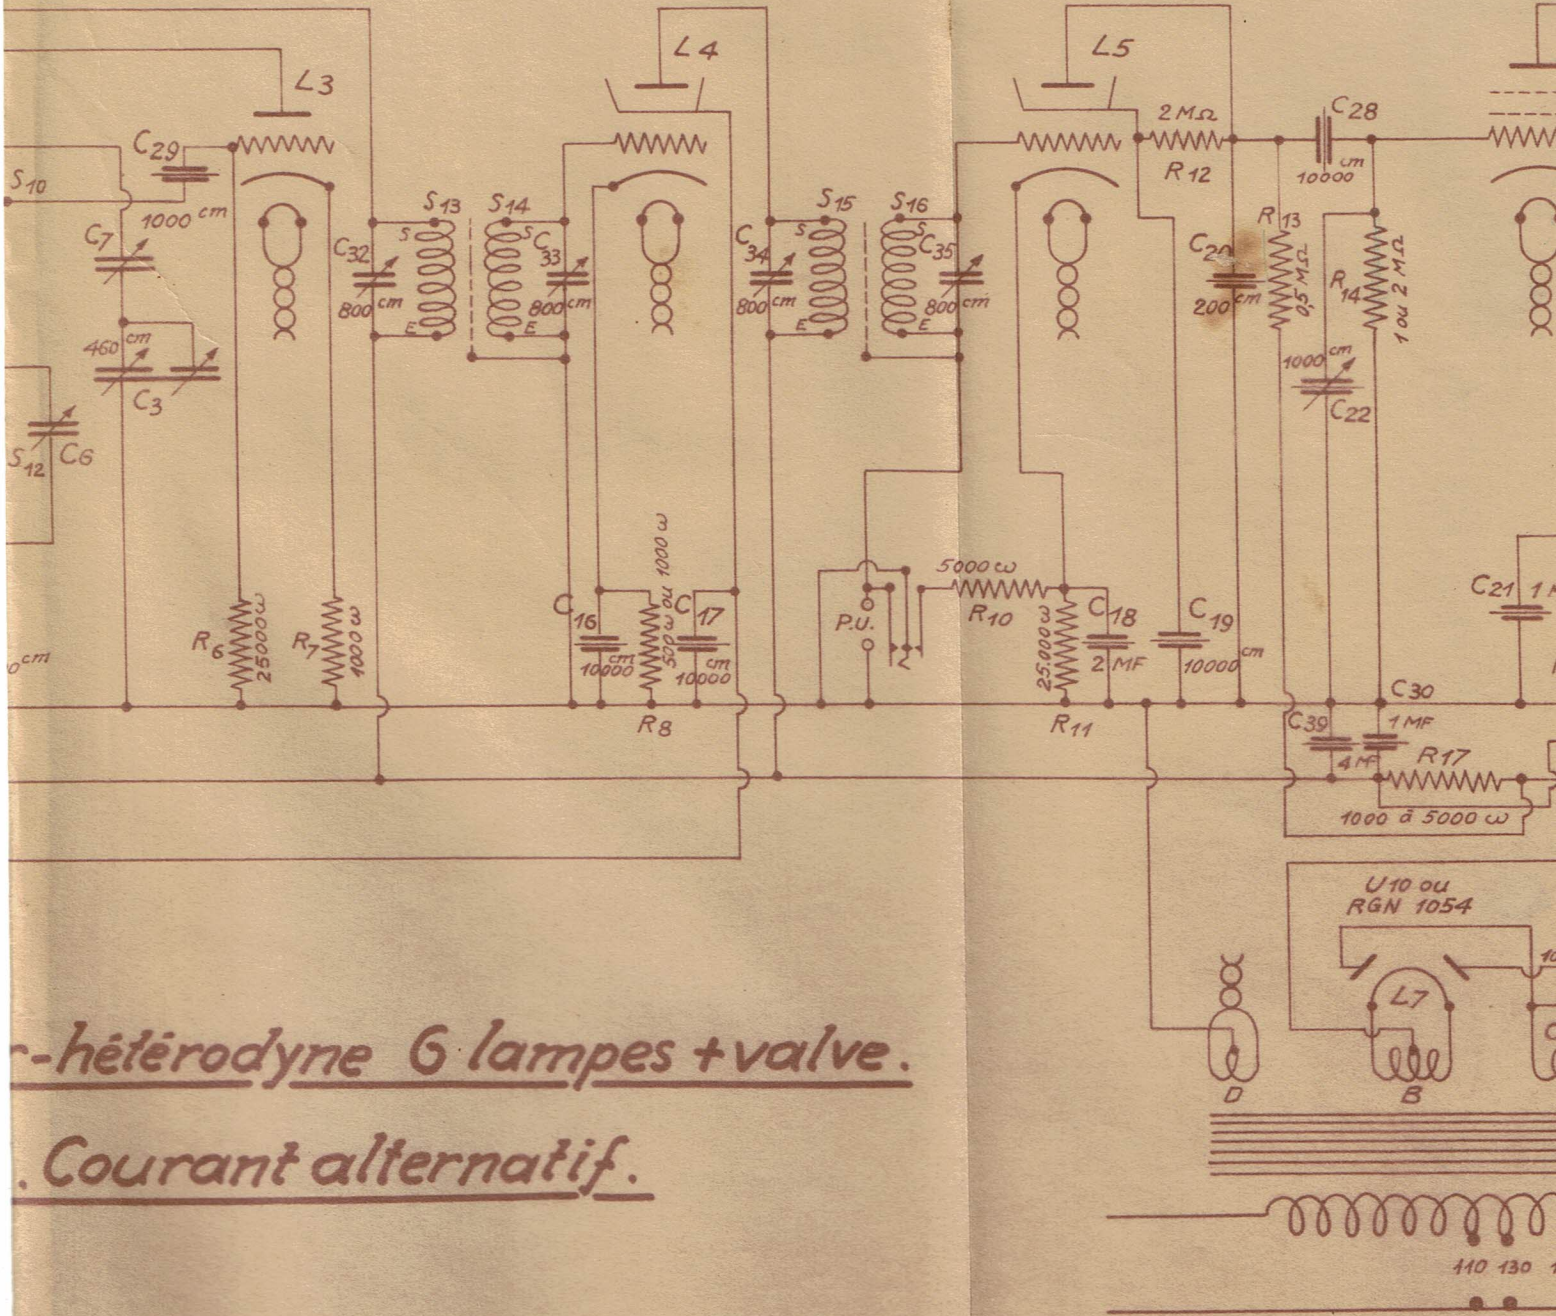 L3
L4
L5
C29
1000 cm
S10
C7
460 cm
C3
C6
S12
0cm
R6
25000ω
R7
1000 ω
C32
800 cm
S13
S
E
S14
S
E
C33
800 cm
C16
10000 cm
500 ω ou 1000 ω
R8
C17
10000 cm
C34
800 cm
S15
S
E
S16
S
E
C35
800 cm
P.U.
5000 ω
R10
25.000 ω
R11
C18
2 MF
C19
10000 cm
2 MΩ
R12
C28
10000 cm
R13
0,5 MΩ
200 cm
R14
1 ou 2 MΩ
1000 cm
C22
C21
C30
1 MF
C39
4 MF
R17
1000 à 5000 ω
U10 ou
RGN 1054
L7
D
B
r-hétérodyne 6 lampes + valve.
. Courant alternatif.
110 130